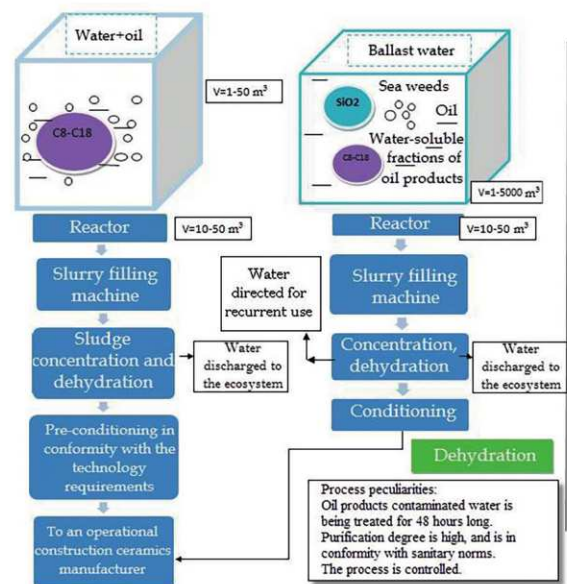 Water+oil
V=1-50 m³
C8-C18
Reactor
V=10-50 m³
Slurry filling
machine
Sludge
concentration and
dehydration
Water
discharged to
the ecosystem
Pre-conditioning in
conformity with the
technology
requirements
To an operational
construction ceramics
manufacturer
Ballast water
Sea weeds
SiO2
Oil
Water-soluble
fractions of
oil products
C8-C18
V=1-5000 m³
Reactor
V=10-50 m³
Slurry filling
machine
Water
directed for
recurrent use
Concentration,
dehydration
Water
discharged to
the ecosystem
Conditioning
Dehydration
Process peculiarities:
Oil products contaminated water is
being treated for 48 hours long.
Purification degree is high, and is in
conformity with sanitary norms.
The process is controlled.